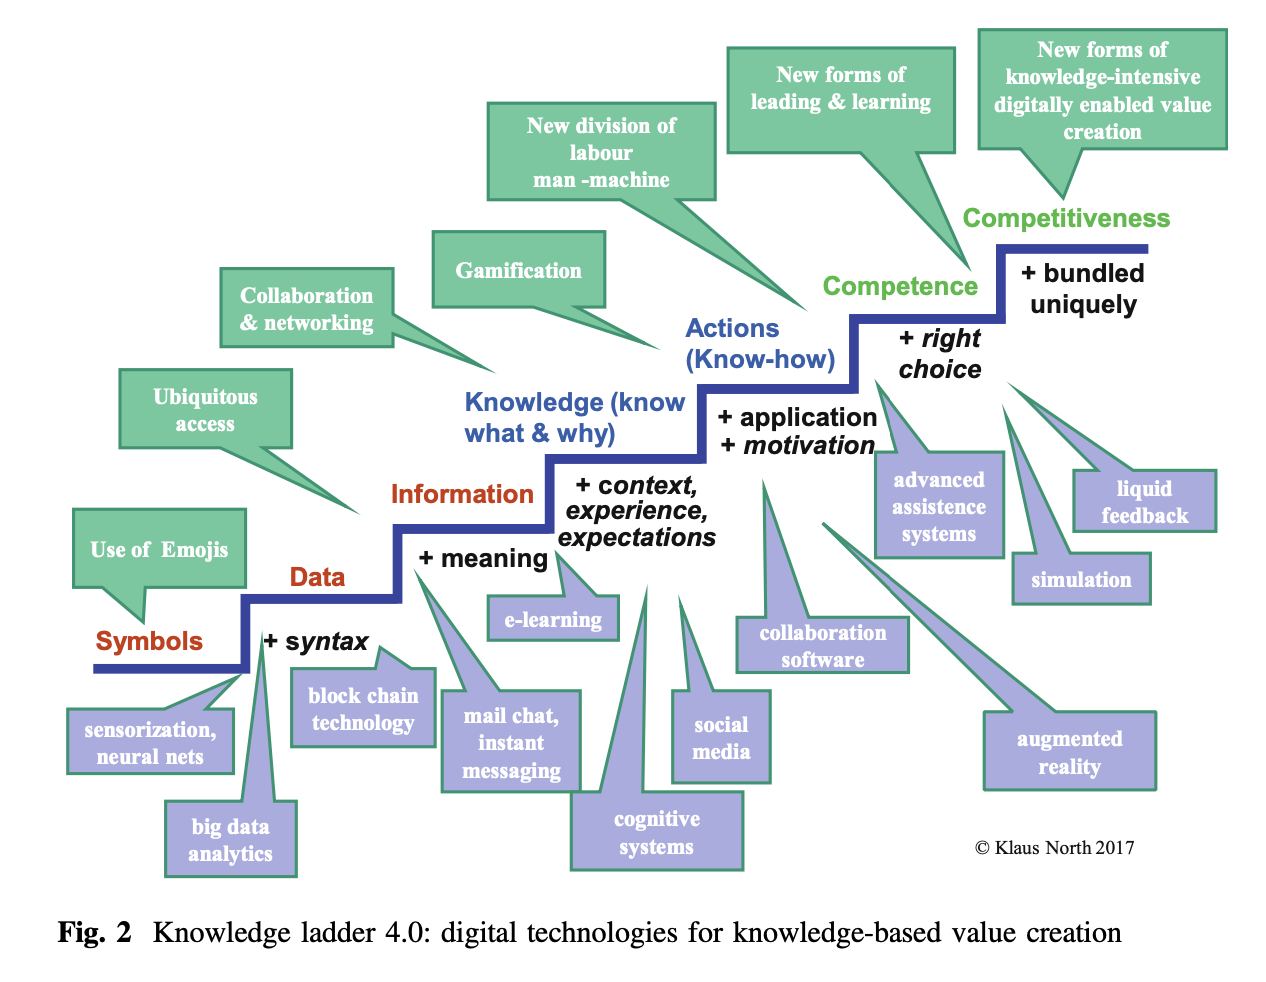 New forms of
knowledge-intensive
digitally enabled value
creation
New forms of
leading & learning
New division of
labour
man -machine
Competitiveness
+ bundled
uniquely
Gamification
Competence
+ right
choice
Collaboration
& networking
Actions
(Know-how)
+ application
+ motivation
Ubiquitous
access
Knowledge (know
what & why)
+ context,
experience,
expectations
Information
+ meaning
Use of Emojis
Data
+ syntax
Symbols
advanced
assistence
systems
liquid
feedback
simulation
e-learning
collaboration
software
block chain
technology
sensorization,
neural nets
mail chat,
instant
messaging
social
media
augmented
reality
big data
analytics
cognitive
systems
© Klaus North 2017
Fig. 2 Knowledge ladder 4.0: digital technologies for knowledge-based value creation